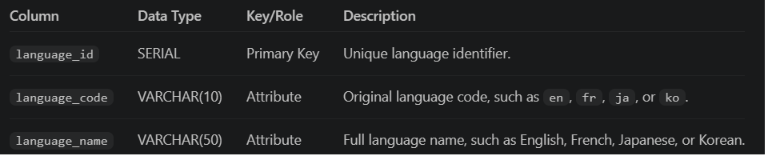 Column Data Type Key/Role Description
language_id SERIAL Primary Key Unique language identifier.
language_code VARCHAR(10) Attribute Original language code, such as en, fr, ja, or ko.
language_name VARCHAR(50) Attribute Full language name, such as English, French, Japanese, or Korean.